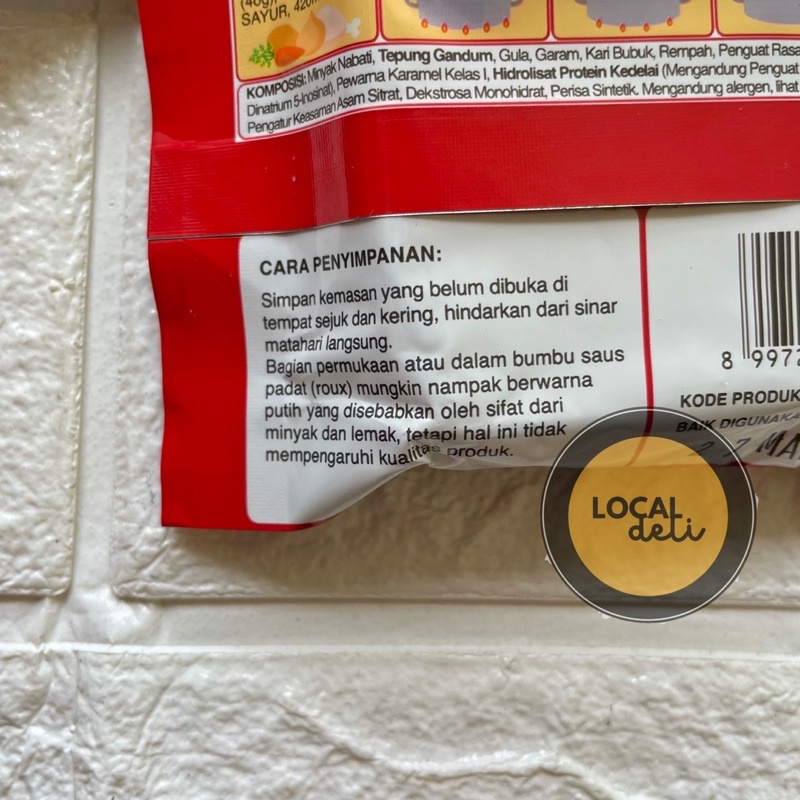 (40g),
SAYUR, 420m
KOMPOSISI: Minyak Nabati, Tepung Gandum, Gula, Garam, Kari Bubuk, Rempah, Penguat Rasa
Dinatrium 5-Inosinat), Pewarna Karamel Kelas I, Hidrolisat Protein Kedelai (Mengandung Penguat
Pengatur Keasaman Asam Sitrat, Dekstrosa Monohidrat, Perisa Sintetik. Mengandung alergen, lihat
CARA PENYIMPANAN:
Simpan kemasan yang belum dibuka di
tempat sejuk dan kering, hindarkan dari sinar
matahari langsung.
Bagian permukaan atau dalam bumbu saus
padat (roux) mungkin nampak berwarna
putih yang disebabkan oleh sifat dari
minyak dan lemak, tetapi hal ini tidak
mempengaruhi kualitas produk.
8 9972
KODE PRODUK
BAIK DIGUNAKA
27 MA
LOCAL
deli